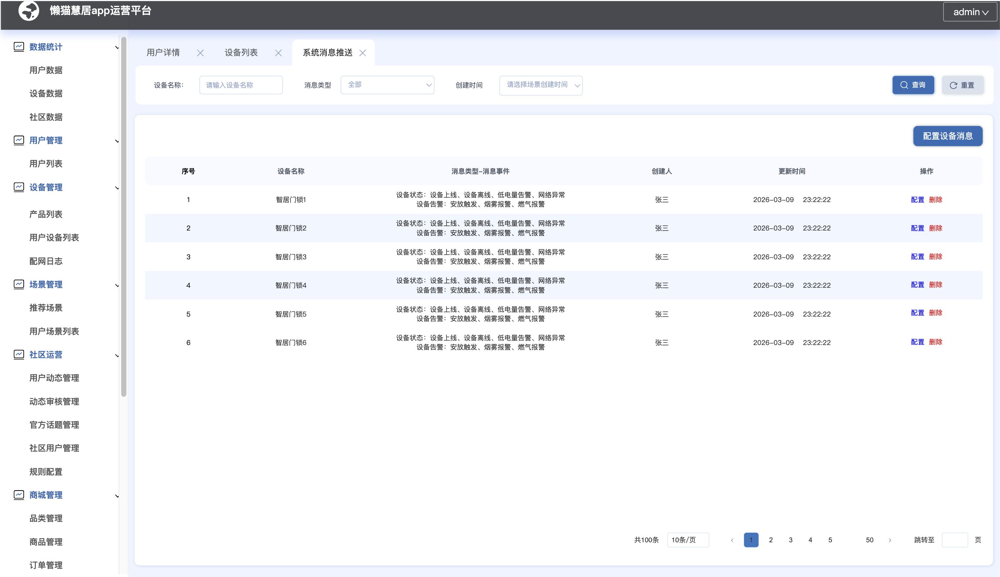 懒猫慧居app运营平台
admin
数据统计
用户数据
设备数据
社区数据
用户管理
用户列表
设备管理
产品列表
用户设备列表
配网日志
场景管理
推荐场景
用户场景列表
社区运营
用户动态管理
动态审核管理
官方话题管理
社区用户管理
规则配置
商城管理
品类管理
商品管理
订单管理
用户详情 设备列表 系统消息推送
设备名称： 请输入设备名称 消息类型 全部 创建时间 请选择场景创建时间 查询 重置
配置设备消息
序号 设备名称 消息类型-消息事件 创建人 更新时间 操作
1 智居门锁1 设备状态：设备上线、设备离线、低电量告警、网络异常 张三 2026-03-09 23:22:22 配置 删除
设备告警：安放触发、烟雾报警、燃气报警
2 智居门锁2 设备状态：设备上线、设备离线、低电量告警、网络异常 张三 2026-03-09 23:22:22 配置 删除
设备告警：安放触发、烟雾报警、燃气报警
3 智居门锁3 设备状态：设备上线、设备离线、低电量告警、网络异常 张三 2026-03-09 23:22:22 配置 删除
设备告警：安放触发、烟雾报警、燃气报警
4 智居门锁4 设备状态：设备上线、设备离线、低电量告警、网络异常 张三 2026-03-09 23:22:22 配置 删除
设备告警：安放触发、烟雾报警、燃气报警
5 智居门锁5 设备状态：设备上线、设备离线、低电量告警、网络异常 张三 2026-03-09 23:22:22 配置 删除
设备告警：安放触发、烟雾报警、燃气报警
6 智居门锁6 设备状态：设备上线、设备离线、低电量告警、网络异常 张三 2026-03-09 23:22:22 配置 删除
设备告警：安放触发、烟雾报警、燃气报警
共100条 10条/页 1 2 3 4 5 50 跳转至 页